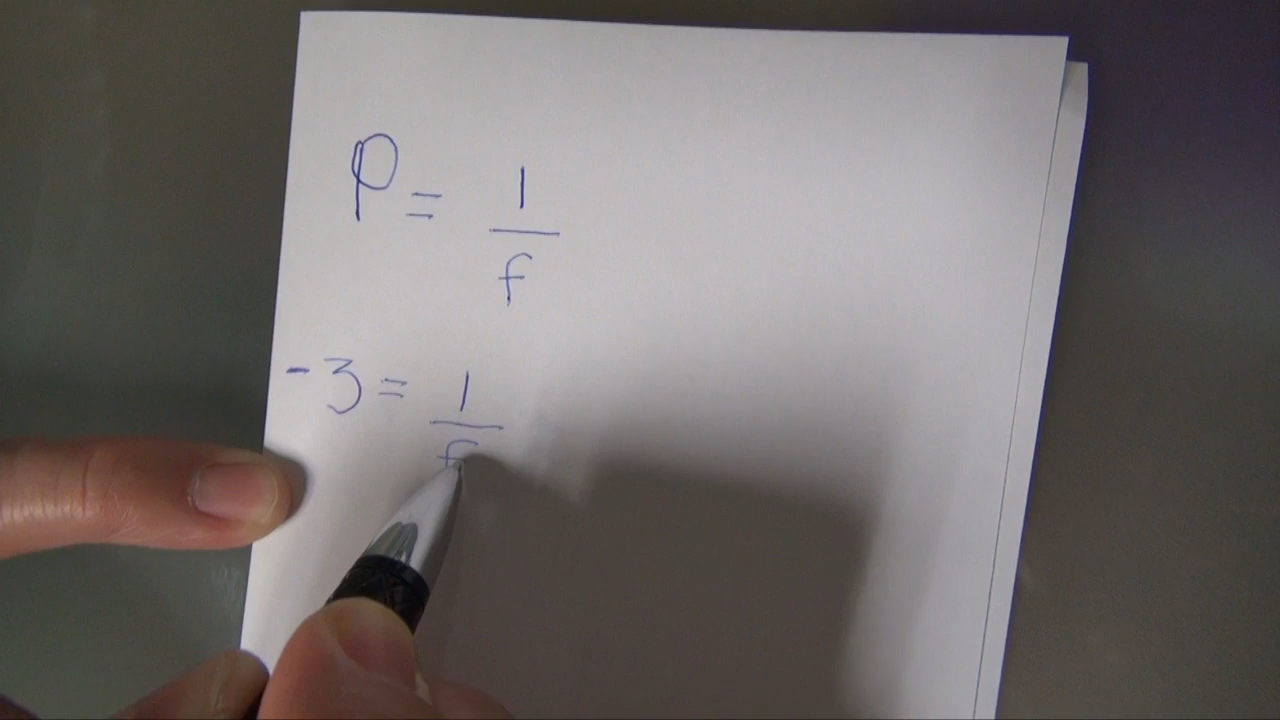 P = 1/f
-3 = 1/f